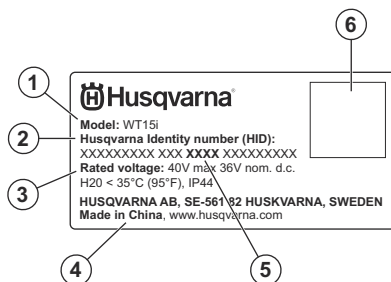 1
2
3
4
5
6
Husqvarna
Model: WT15i
Husqvarna Identity number (HID):
XXXXXXXXX XXX XXXX XXXXXXXXX
Rated voltage: 40V max 36V nom. d.c.
H20 < 35°C (95°F), IP44
HUSQVARNA AB, SE-561 82 HUSKVARNA, SWEDEN
Made in China, www.husqvarna.com